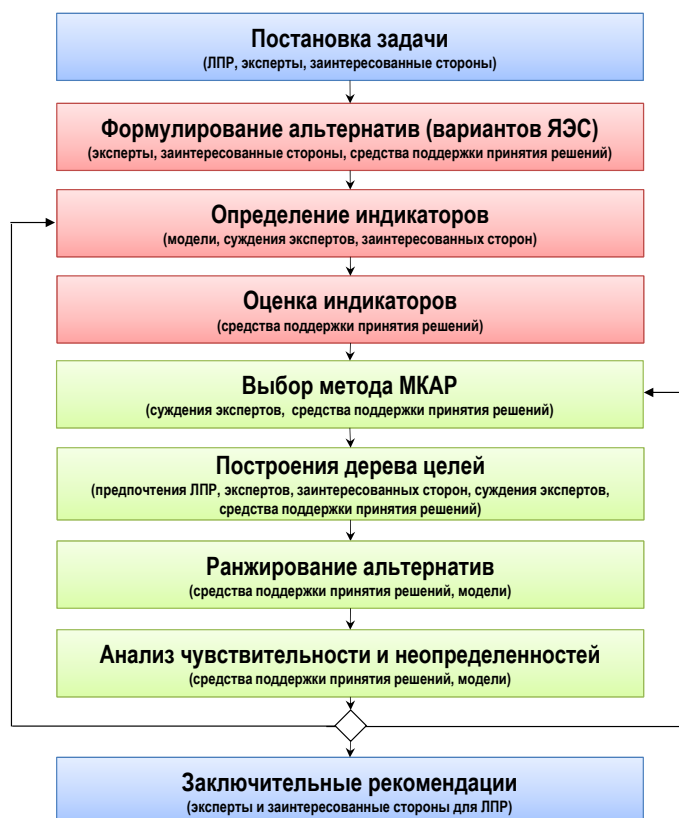 Постановка задачи
(ЛПР, эксперты, заинтересованные стороны)
Формулирование альтернатив (вариантов ЯЭС)
(эксперты, заинтересованные стороны, средства поддержки принятия решений)
Определение индикаторов
(модели, суждения экспертов, заинтересованных сторон)
Оценка индикаторов
(средства поддержки принятия решений)
Выбор метода МКАР
(суждения экспертов, средства поддержки принятия решений)
Построения дерева целей
(предпочтения ЛПР, экспертов, заинтересованных сторон, суждения экспертов,
средства поддержки принятия решений)
Ранжирование альтернатив
(средства поддержки принятия решений, модели)
Анализ чувствительности и неопределенностей
(средства поддержки принятия решений, модели)
Заключительные рекомендации
(эксперты и заинтересованные стороны для ЛПР)